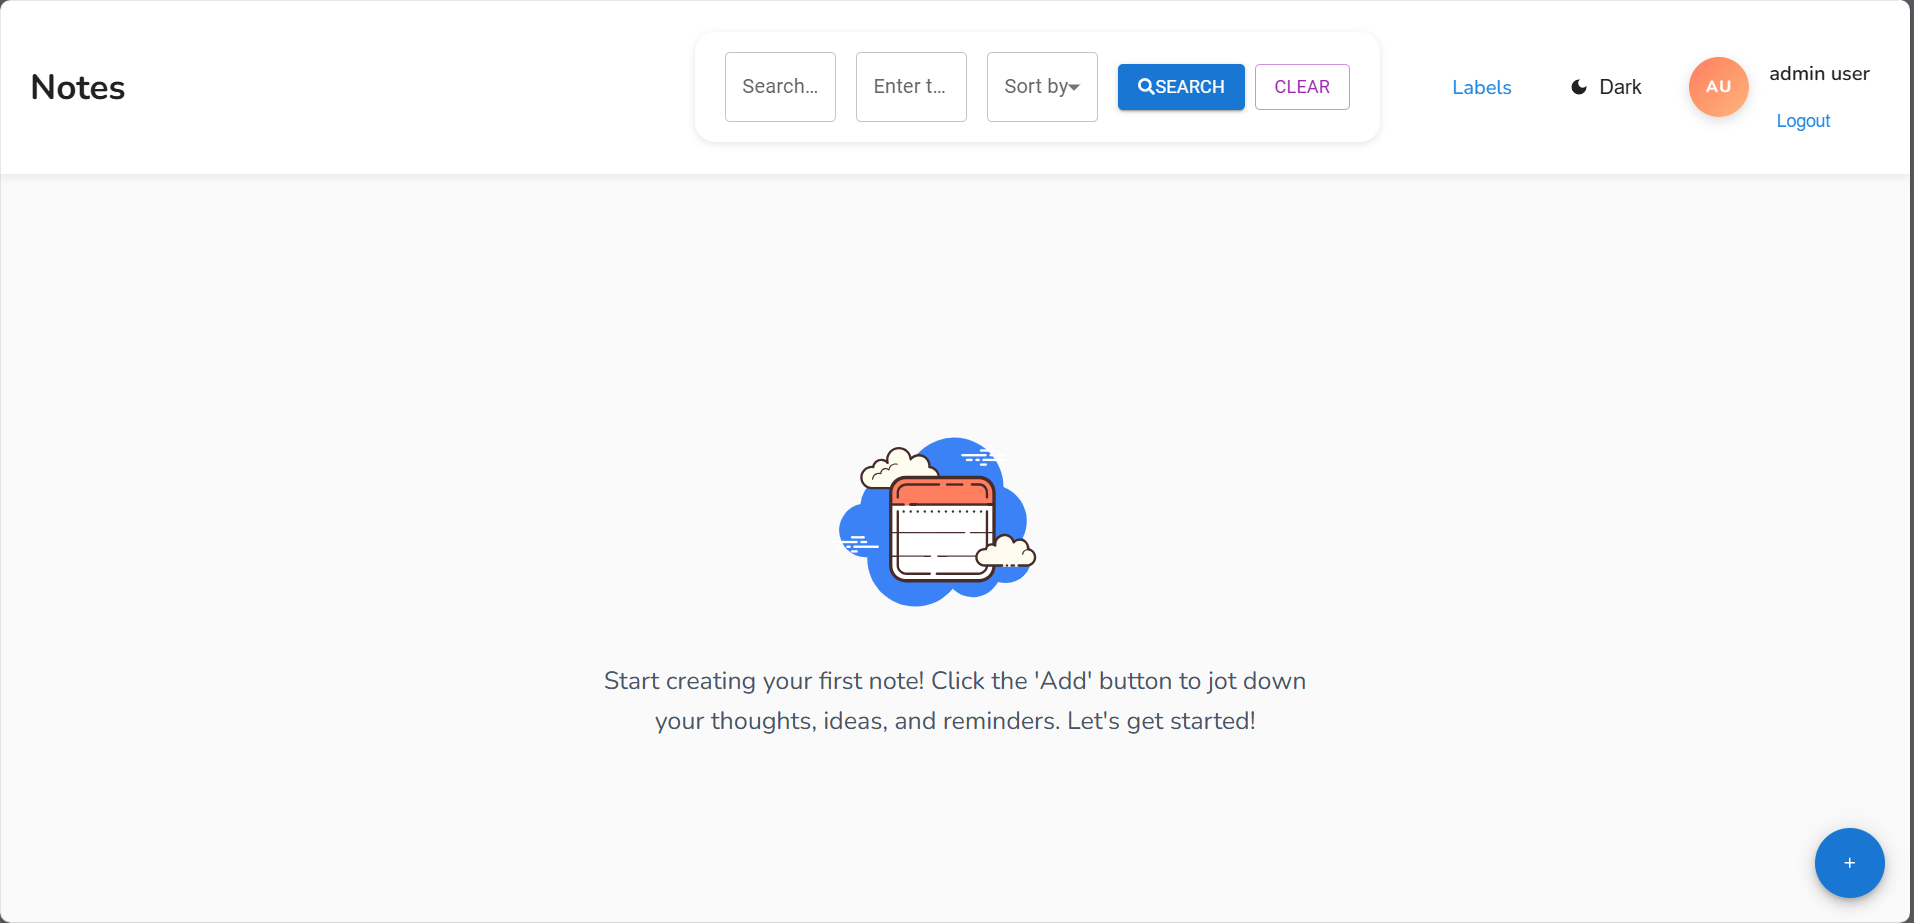 Notes
Search...
Enter t...
Sort by
SEARCH
CLEAR
Labels
Dark
AU
admin user
Logout
Start creating your first note! Click the 'Add' button to jot down
your thoughts, ideas, and reminders. Let's get started!
+